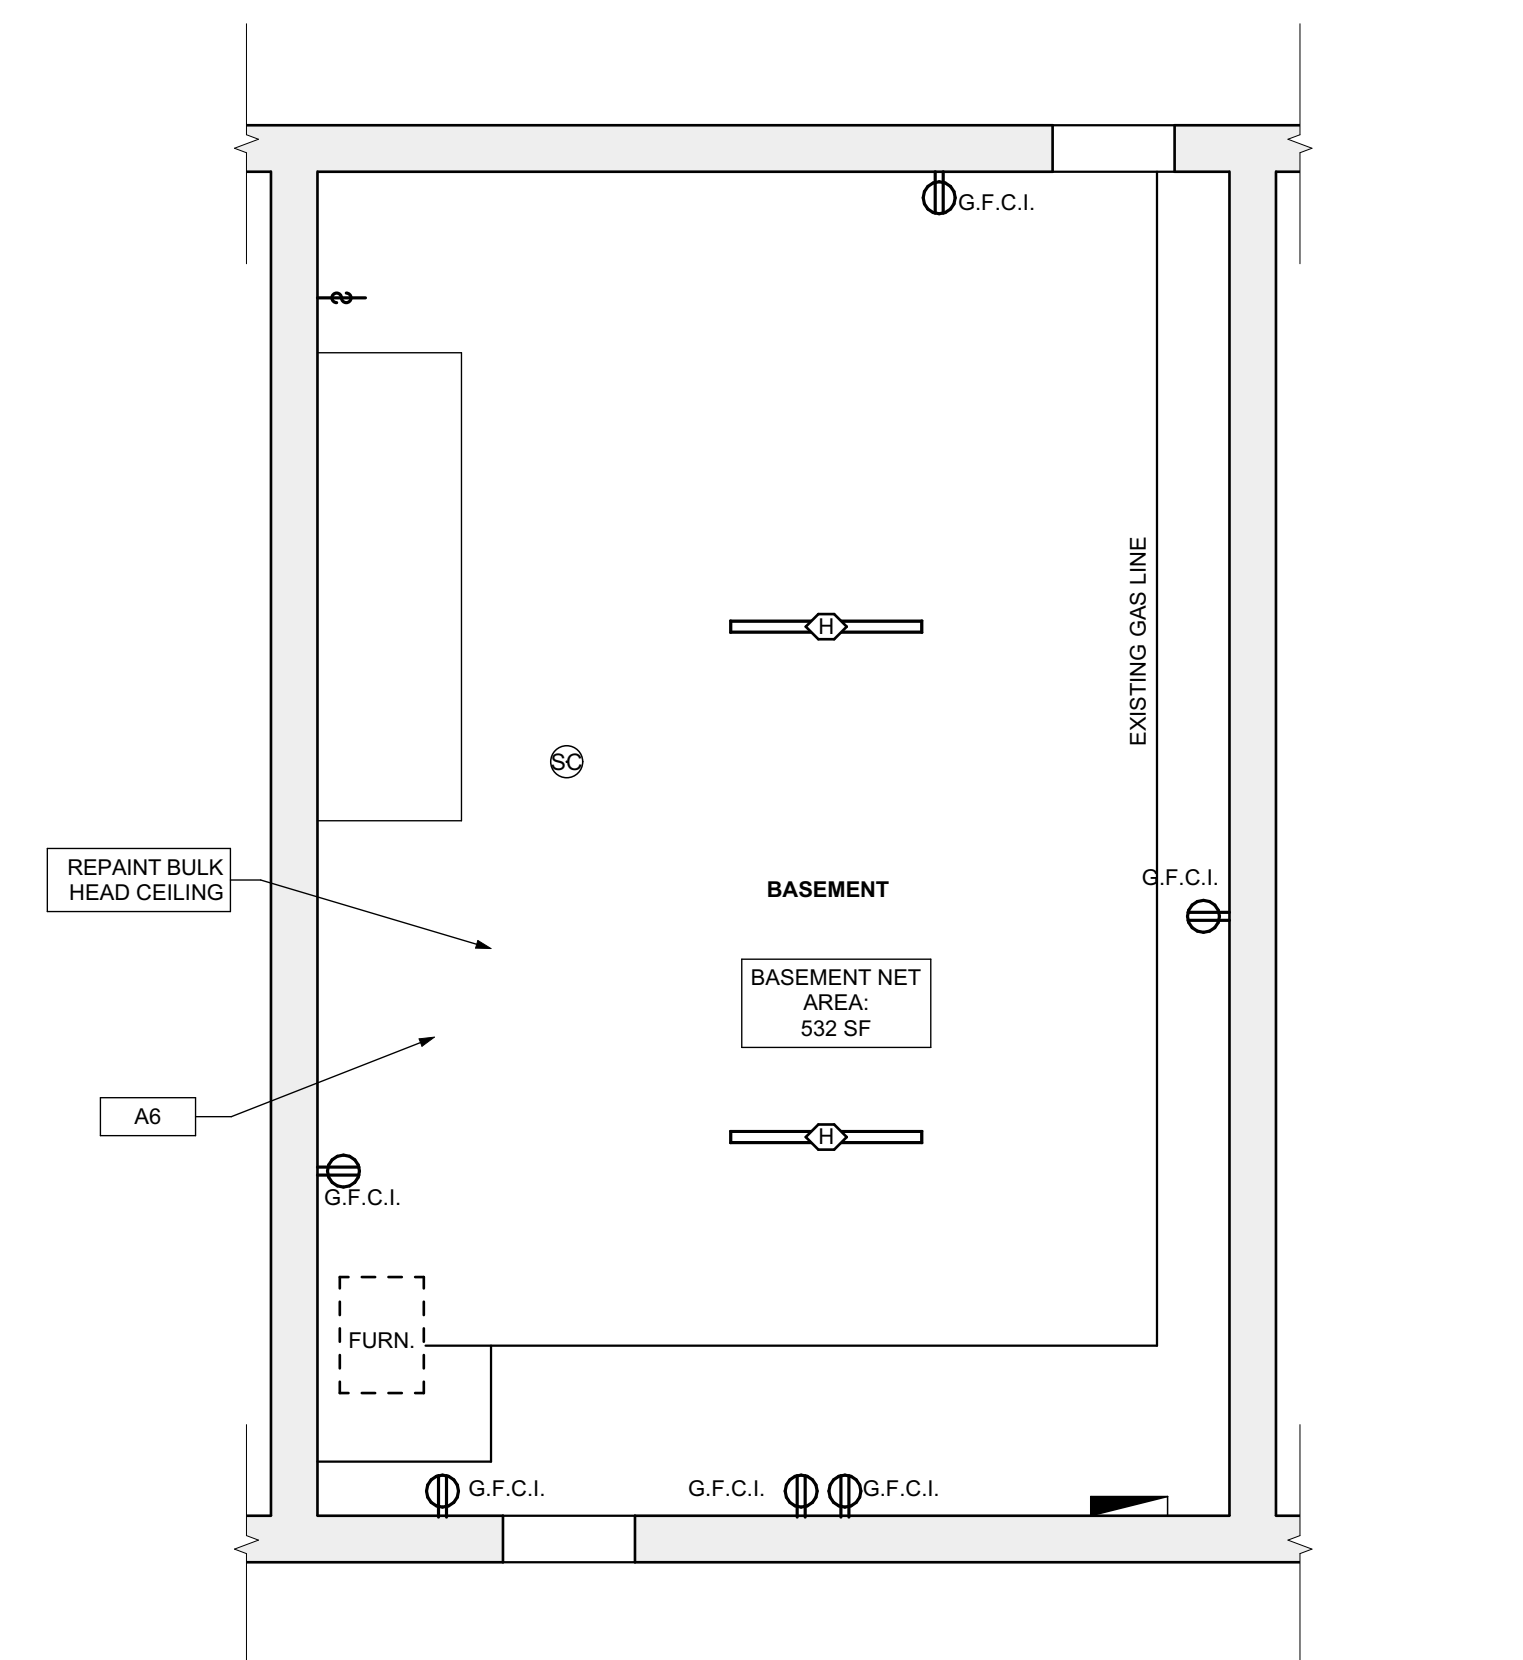 G.F.C.I.
EXISTING GAS LINE
H
SC
REPAINT BULK
HEAD CEILING
BASEMENT
G.F.C.I.
BASEMENT NET
AREA:
532 SF
A6
H
G.F.C.I.
FURN.
G.F.C.I.
G.F.C.I.
G.F.C.I.